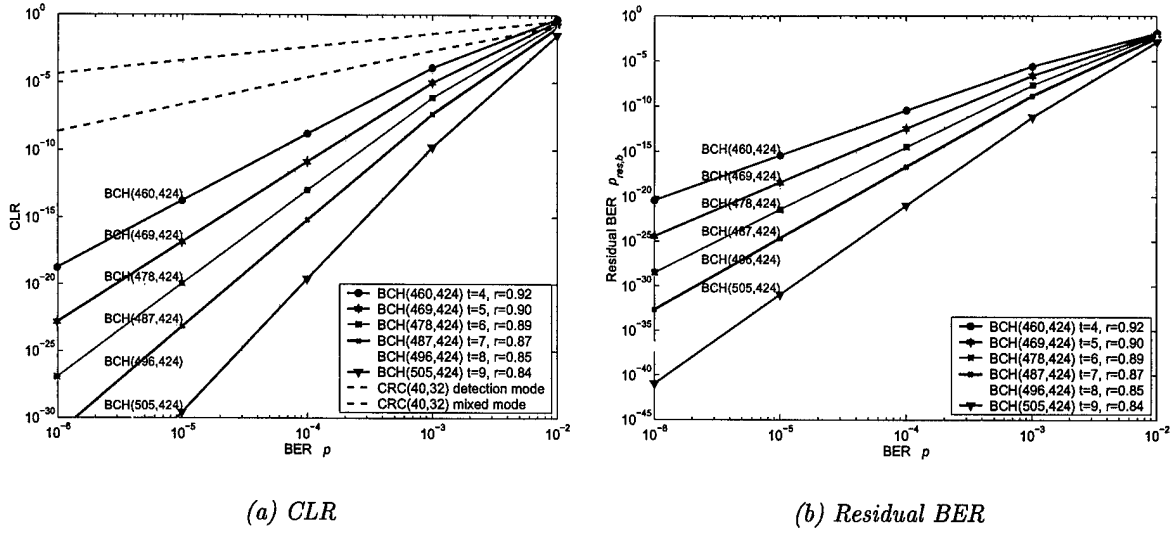 10^0
10^-5
10^-10
10^-15
10^-20
10^-25
10^-30
CLR
BCH(460,424)
BCH(469,424)
BCH(478,424)
BCH(487,424)
BCH(496,424)
BCH(505,424)
BCH(460,424) t=4, r=0.92
BCH(469,424) t=5, r=0.90
BCH(478,424) t=6, r=0.89
BCH(487,424) t=7, r=0.87
BCH(496,424) t=8, r=0.85
BCH(505,424) t=9, r=0.84
CRC(40,32) detection mode
CRC(40,32) mixed mode
10^-6 10^-5 10^-4 10^-3 10^-2
BER p
(a) CLR
10^0
10^-5
10^-10
10^-15
10^-20
10^-25
10^-30
10^-35
10^-40
10^-45
Residual BER p_res,b
BCH(460,424)
BCH(469,424)
BCH(478,424)
BCH(487,424)
BCH(496,424)
BCH(505,424)
BCH(460,424) t=4, r=0.92
BCH(469,424) t=5, r=0.90
BCH(478,424) t=6, r=0.89
BCH(487,424) t=7, r=0.87
BCH(496,424) t=8, r=0.85
BCH(505,424) t=9, r=0.84
10^-6 10^-5 10^-4 10^-3 10^-2
BER p
(b) Residual BER